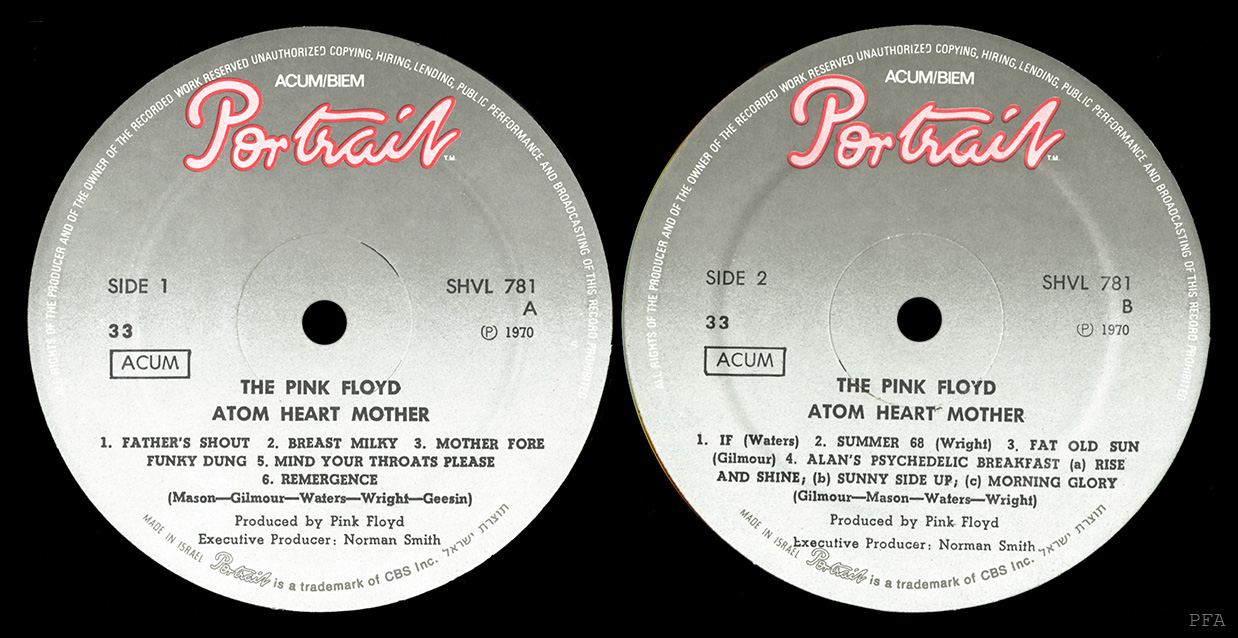 ALL RIGHTS OF THE PRODUCER AND OF THE OWNER OF THE RECORDED WORK RESERVED UNAUTHORIZED COPYING, HIRING, LENDING, PUBLIC PERFORMANCE AND BROADCASTING OF THIS RECORD PROHIBITED
ACUM/BIEM
Portrait T.M.
SIDE 1
SHVL 781
A
33
Ⓟ 1970
ACUM
THE PINK FLOYD
ATOM HEART MOTHER
1. FATHER'S SHOUT 2. BREAST MILKY 3. MOTHER FORE
FUNKY DUNG 5. MIND YOUR THROATS PLEASE
6. REMERGENCE
(Mason—Gilmour—Waters—Wright—Geesin)
Produced by Pink Floyd
Executive Producer: Norman Smith
MADE IN ISRAEL Portrait is a trademark of CBS Inc. תוצרת ישראל
ALL RIGHTS OF THE PRODUCER AND OF THE OWNER OF THE RECORDED WORK RESERVED UNAUTHORIZED COPYING, HIRING, LENDING, PUBLIC PERFORMANCE AND BROADCASTING OF THIS RECORD PROHIBITED
ACUM/BIEM
Portrait T.M.
SIDE 2
SHVL 781
B
33
Ⓟ 1970
ACUM
THE PINK FLOYD
ATOM HEART MOTHER
1. IF (Waters) 2. SUMMER 68 (Wright) 3. FAT OLD SUN
(Gilmour) 4. ALAN'S PSYCHEDELIC BREAKFAST (a) RISE
AND SHINE; (b) SUNNY SIDE UP; (c) MORNING GLORY
(Gilmour—Mason—Waters—Wright)
Produced by Pink Floyd
Executive Producer: Norman Smith
MADE IN ISRAEL Portrait is a trademark of CBS Inc. תוצרת ישראל
PFA